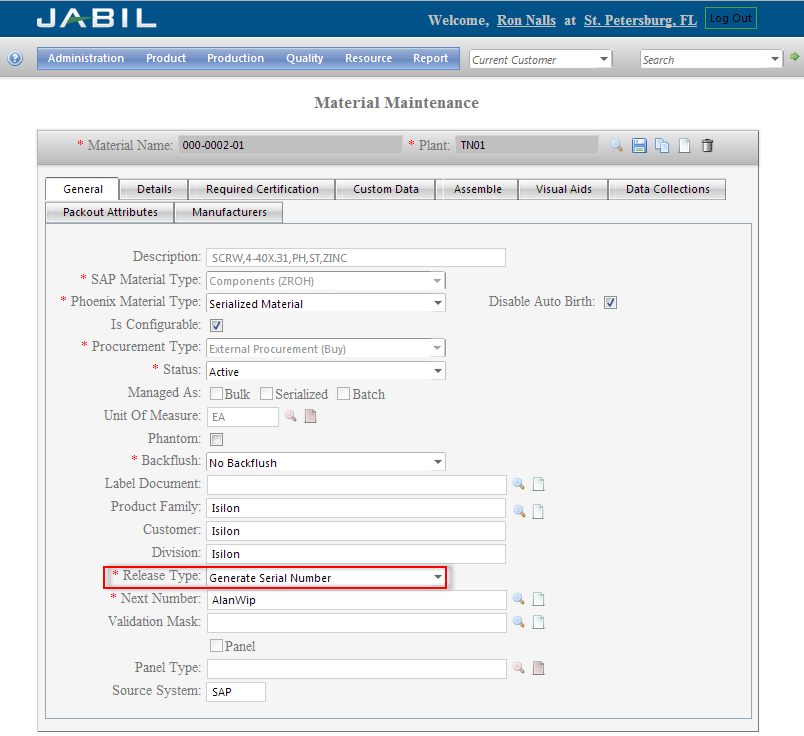 JABIL
Welcome, Ron Nalls at St. Petersburg, FL Log Out
Administration Product Production Quality Resource Report Current Customer Search
Material Maintenance
* Material Name: 000-0002-01 * Plant: TN01
General Details Required Certification Custom Data Assemble Visual Aids Data Collections
Packout Attributes Manufacturers
Description: SCRW,4-40X.31,PH,ST,ZINC
* SAP Material Type: Components (ZROH)
* Phoenix Material Type: Serialized Material Disable Auto Birth:
Is Configurable:
* Procurement Type: External Procurement (Buy)
* Status: Active
Managed As: Bulk Serialized Batch
Unit Of Measure: EA
Phantom:
* Backflush: No Backflush
Label Document:
Product Family: Isilon
Customer: Isilon
Division: Isilon
* Release Type: Generate Serial Number
* Next Number: AlanWip
Validation Mask:
Panel
Panel Type:
Source System: SAP